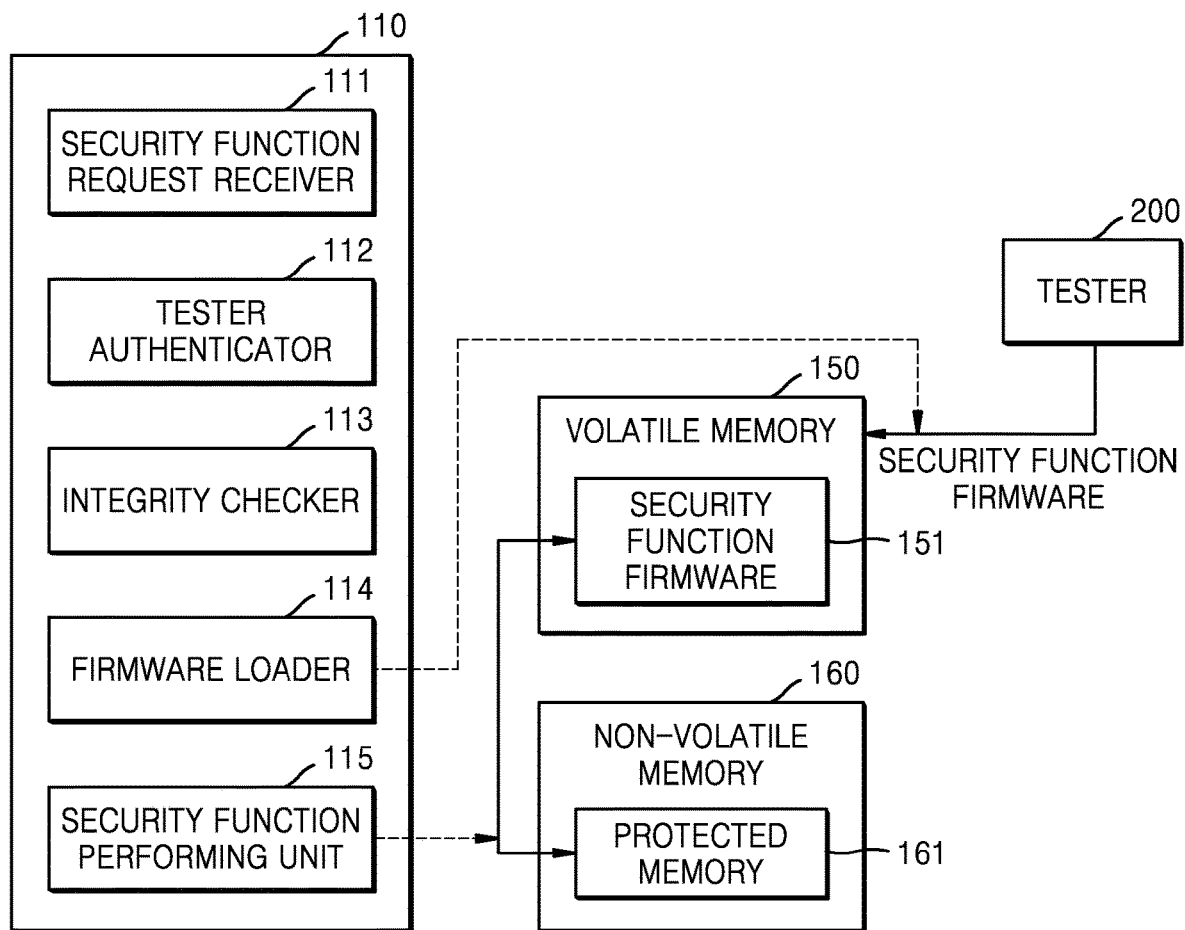 110
111
SECURITY FUNCTION
REQUEST RECEIVER
112
TESTER
AUTHENTICATOR
113
INTEGRITY CHECKER
114
FIRMWARE LOADER
115
SECURITY FUNCTION
PERFORMING UNIT
150
VOLATILE MEMORY
SECURITY
FUNCTION
FIRMWARE
151
160
NON-VOLATILE
MEMORY
PROTECTED
MEMORY
161
200
TESTER
SECURITY FUNCTION
FIRMWARE